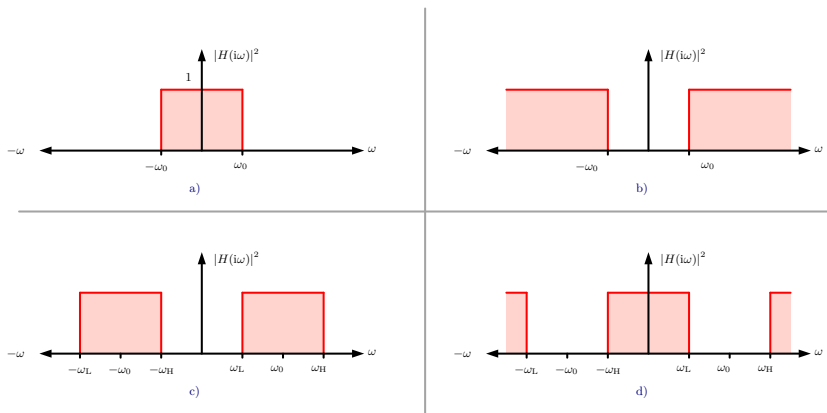 |H(iω)|²
1
−ω ω
−ω₀ ω₀
a)
|H(iω)|²
−ω ω
−ω₀ ω₀
b)
|H(iω)|²
−ω ω
−ω_L −ω₀ −ω_H ω_L ω₀ ω_H
c)
|H(iω)|²
−ω ω
−ω_L −ω₀ −ω_H ω_L ω₀ ω_H
d)